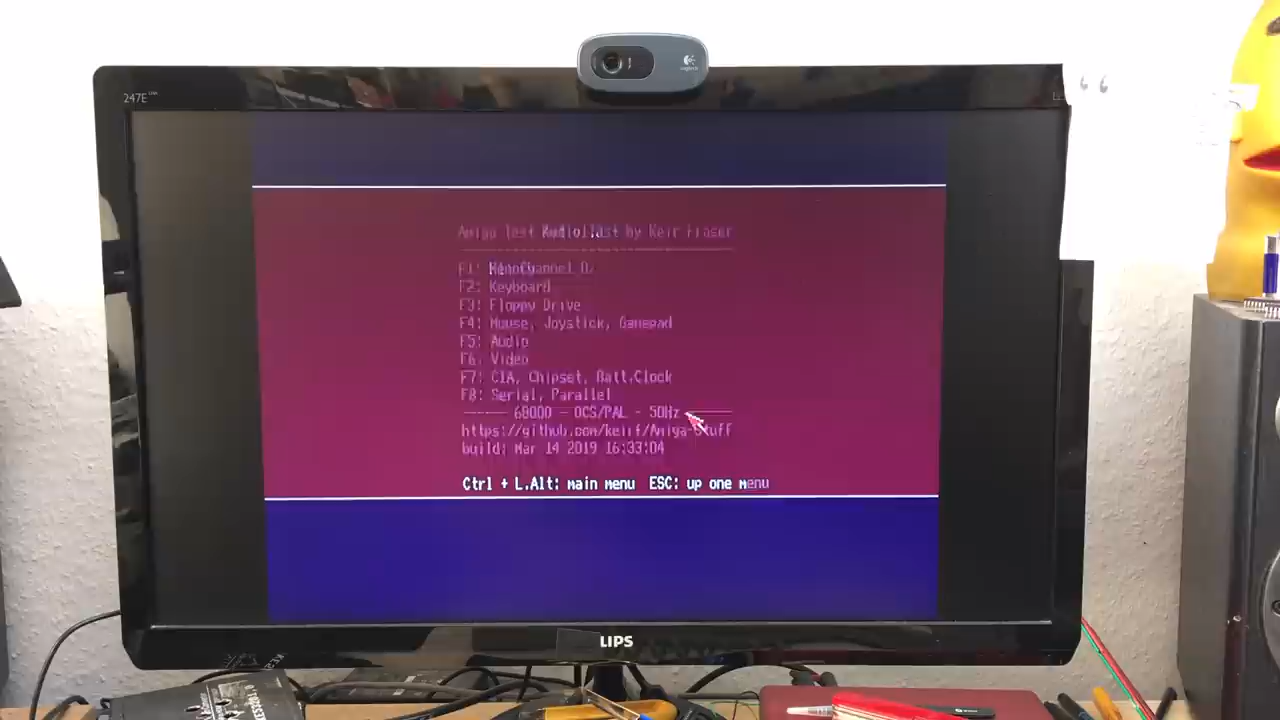 247E
Amiga Test by Keir Fraser
F1:
F2: Keyboard
F3: Floppy Drive
F4: Mouse, Joystick, Gamepad
F5: Audio
F6: Video
F7: CIA, Chipset, Batt.Clock
F8: Serial, Parallel
68000 - OCS/PAL - 50Hz
https://github.com/keirf/Amiga-Stuff
build: Mar 14 2019 16:33:04
Ctrl + L.Alt: main menu ESC: up one menu
LIPS